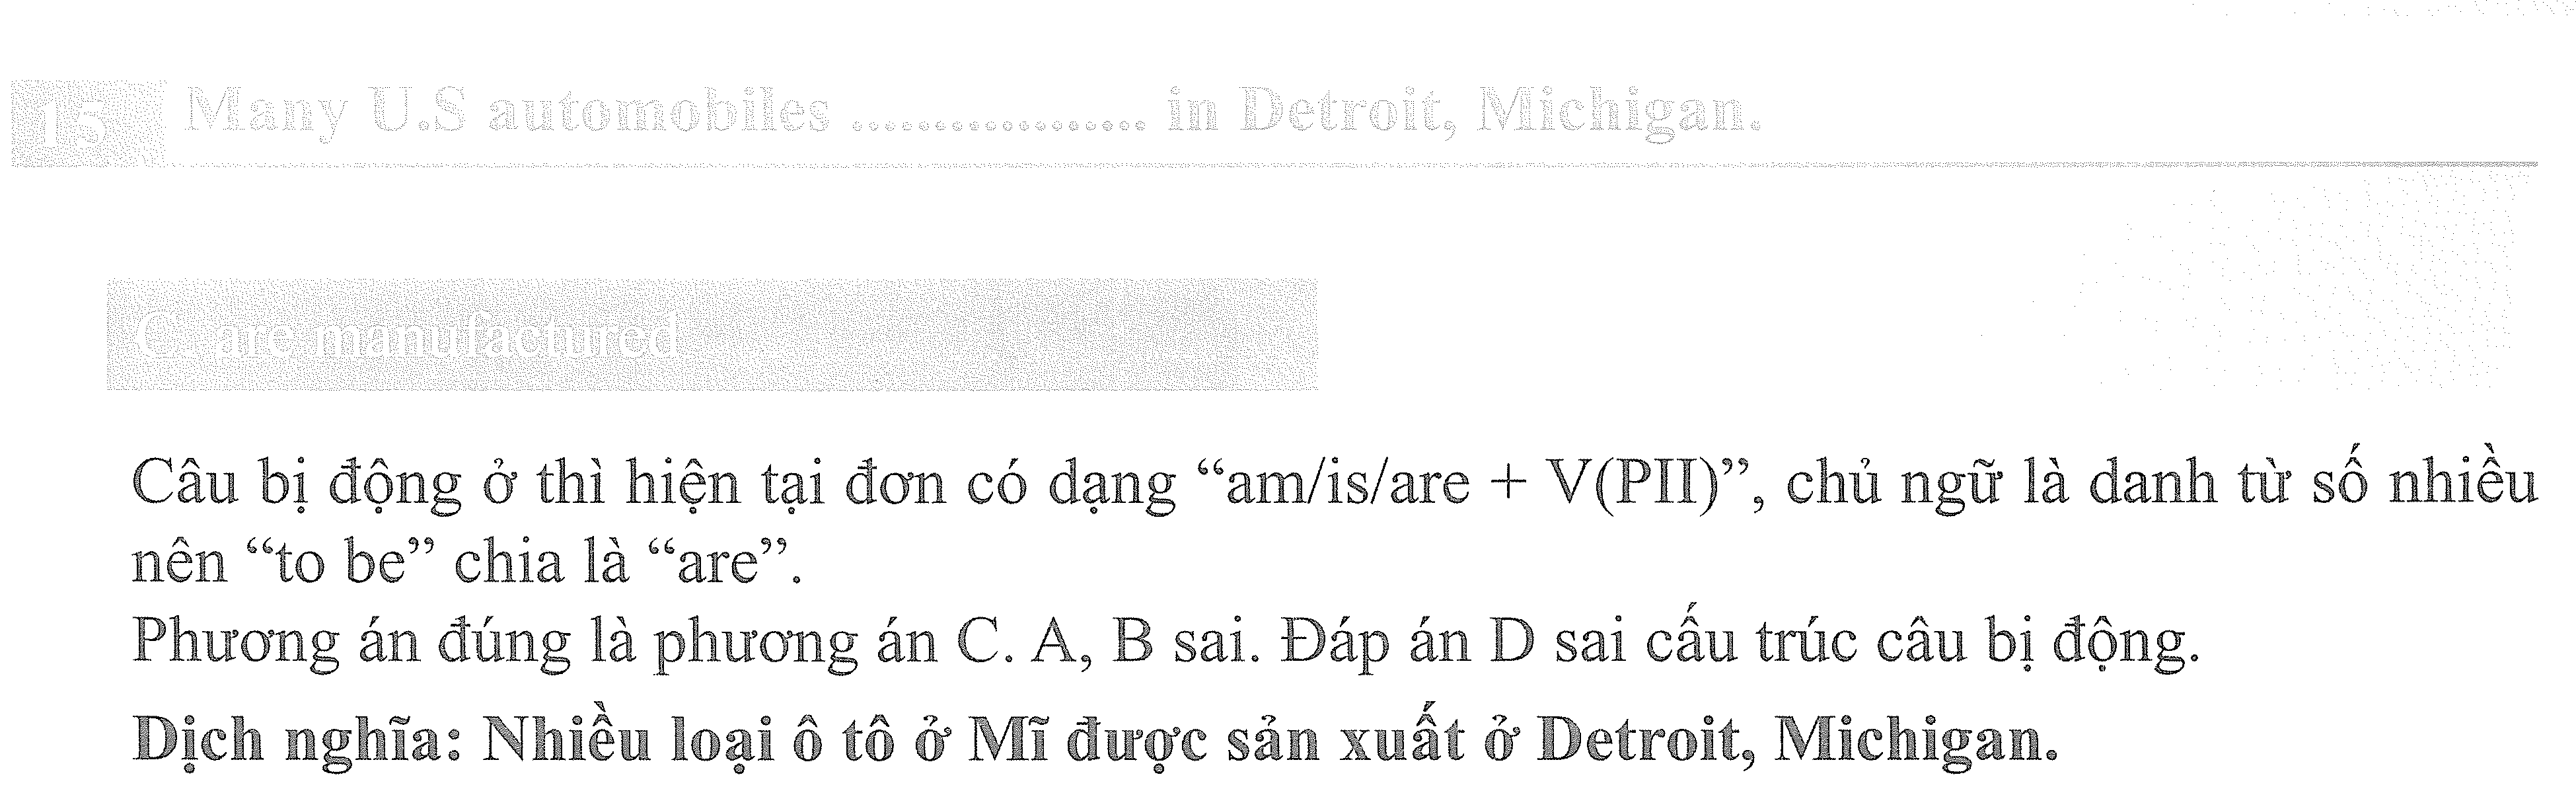 15 Many U.S automobiles .................. in Detroit, Michigan.
C. are manufactured
Câu bị động ở thì hiện tại đơn có dạng “am/is/are + V(PII)”, chủ ngữ là danh từ số nhiều
nên “to be” chia là “are”.
Phương án đúng là phương án C. A, B sai. Đáp án D sai cấu trúc câu bị động.
Dịch nghĩa: Nhiều loại ô tô ở Mĩ được sản xuất ở Detroit, Michigan.